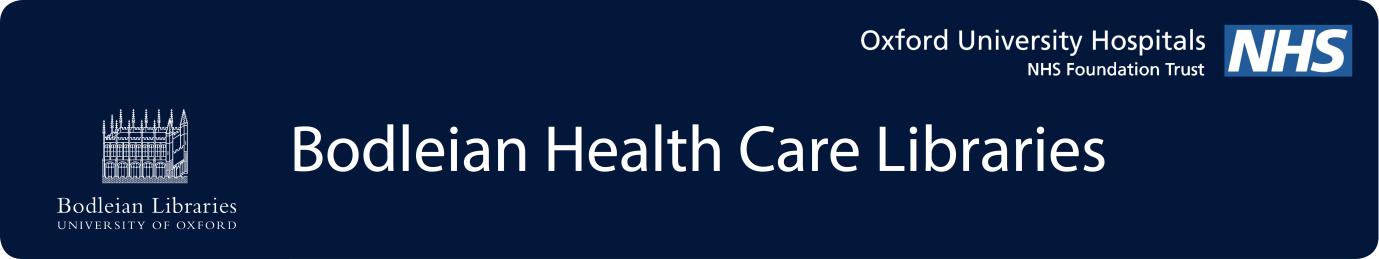 Oxford University Hospitals
NHS
NHS Foundation Trust
Bodleian Health Care Libraries
Bodleian Libraries
UNIVERSITY OF OXFORD